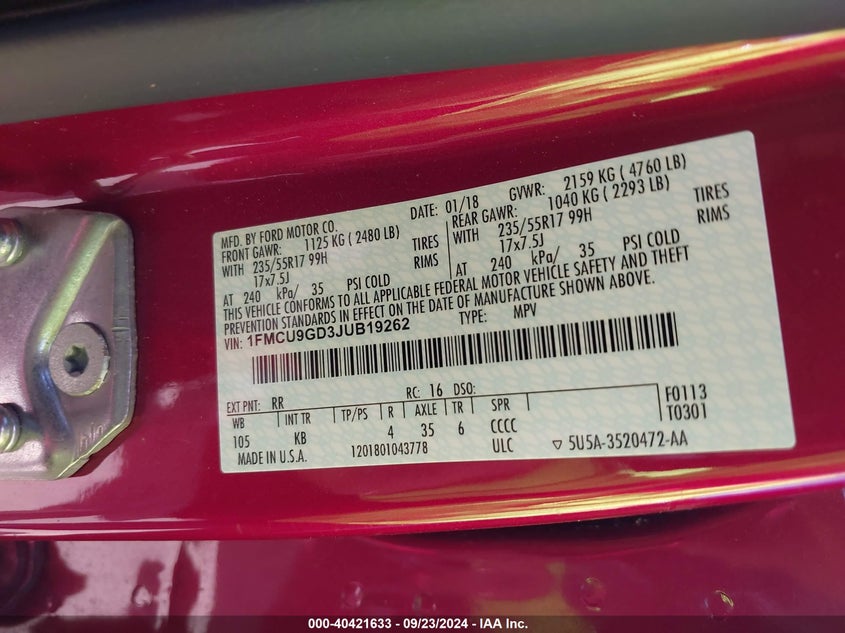 MFD. BY FORD MOTOR CO. DATE: 01/18 GVWR: 2159 KG ( 4760 LB)
FRONT GAWR: 1125 KG ( 2480 LB) REAR GAWR: 1040 KG ( 2293 LB)
WITH 235/55R17 99H TIRES WITH 235/55R17 99H TIRES
17x7.5J RIMS 17x7.5J RIMS
AT 240 kPa/ 35 PSI COLD AT 240 kPa/ 35 PSI COLD
THIS VEHICLE CONFORMS TO ALL APPLICABLE FEDERAL MOTOR VEHICLE SAFETY AND THEFT
PREVENTION STANDARDS IN EFFECT ON THE DATE OF MANUFACTURE SHOWN ABOVE.
VIN: 1FMCU9GD3JUB19262 TYPE: MPV
EXT PNT: RR RC: 16 DSO: F0113
WB INT TR TP/PS R AXLE TR SPR T0301
105 KB 4 35 6 CCCC
MADE IN U.S.A. 1201801043778 ULC ▽ 5U5A-3520472-AA
000-40421633 - 09/23/2024 - IAA Inc.